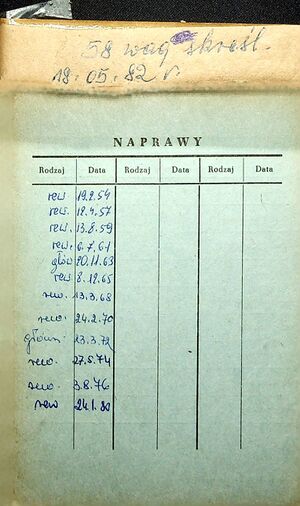 58 wag skreśl.
18.05.82 r.
NAPRAWY
Rodzaj Data Rodzaj Data Rodzaj Data
rew. 19.2.54
rew. 12.4.57
rew. 13.8.59
rew. 6.7.61
głów 20.11.63
rew 8.12.65
rew. 13.3.68
rew. 24.2.70
główn. 13.3.72
rew. 27.5.74
rew. 3.8.76
rew 24.1.80